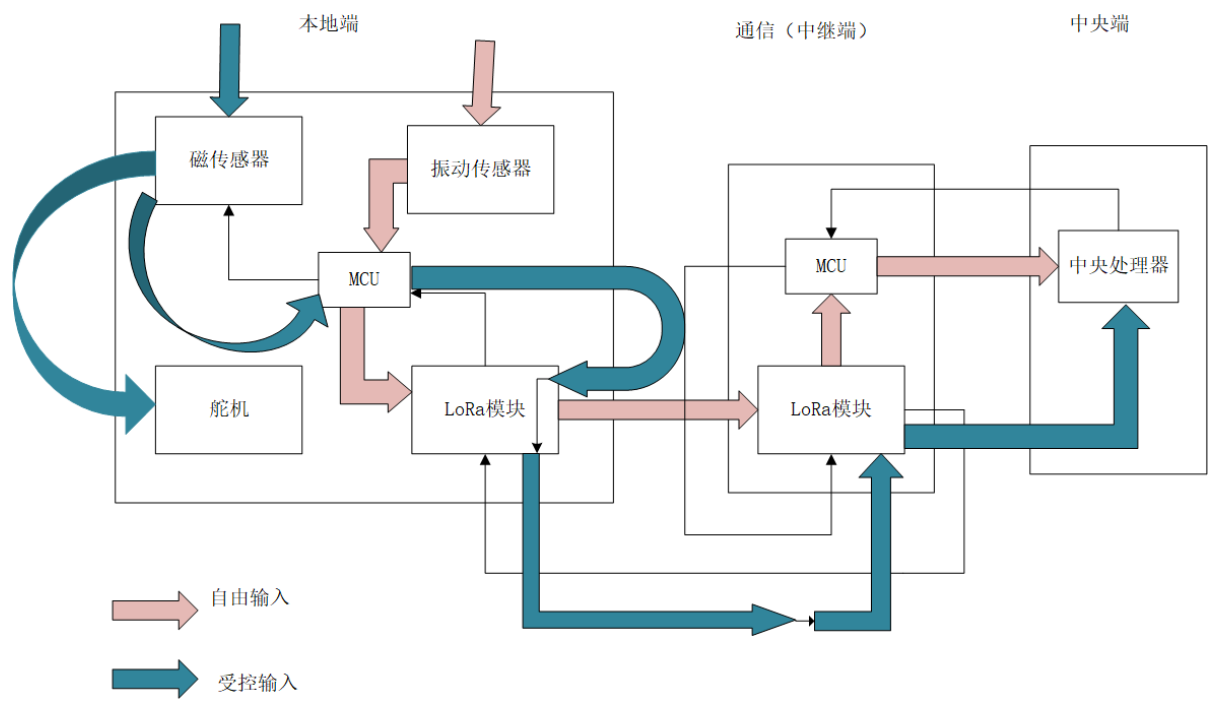 本地端
通信（中继端）
中央端
磁传感器
振动传感器
MCU
MCU
中央处理器
舵机
LoRa模块
LoRa模块
自由输入
受控输入